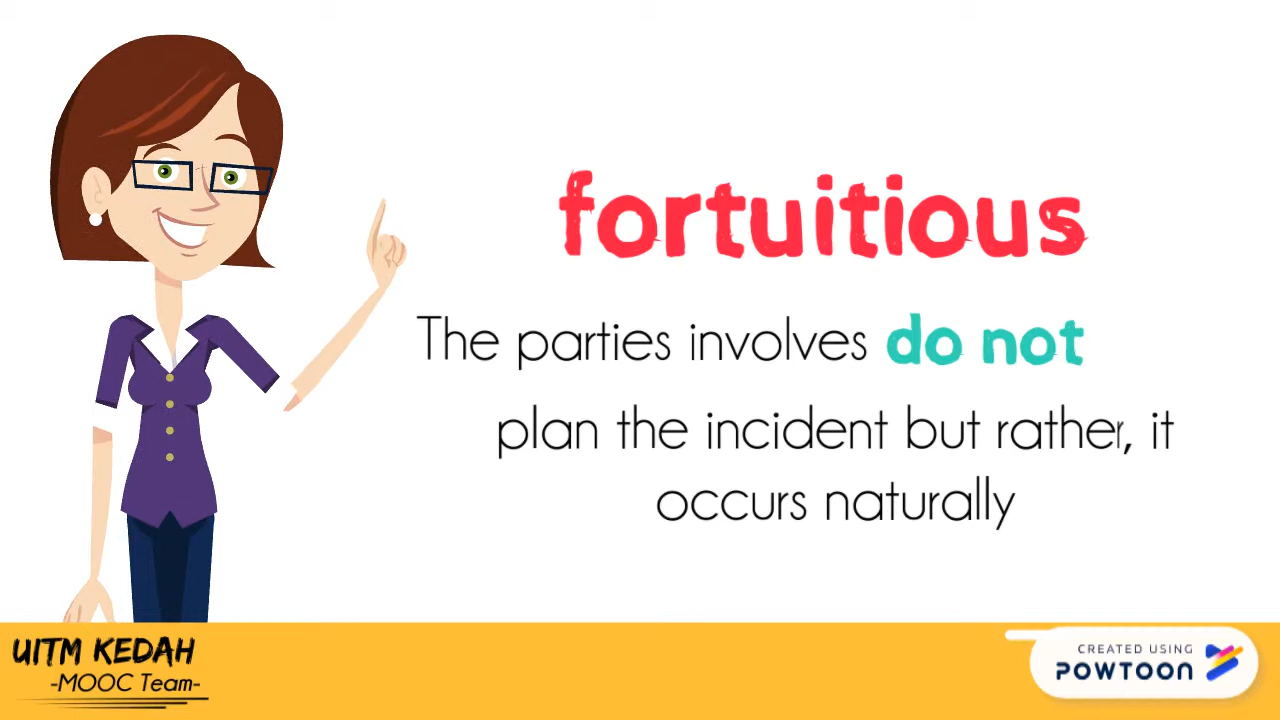 fortuitious
The parties involves do not
plan the incident but rather, it
occurs naturally
UITM KEDAH
-MOOC Team-
CREATED USING
POWTOON